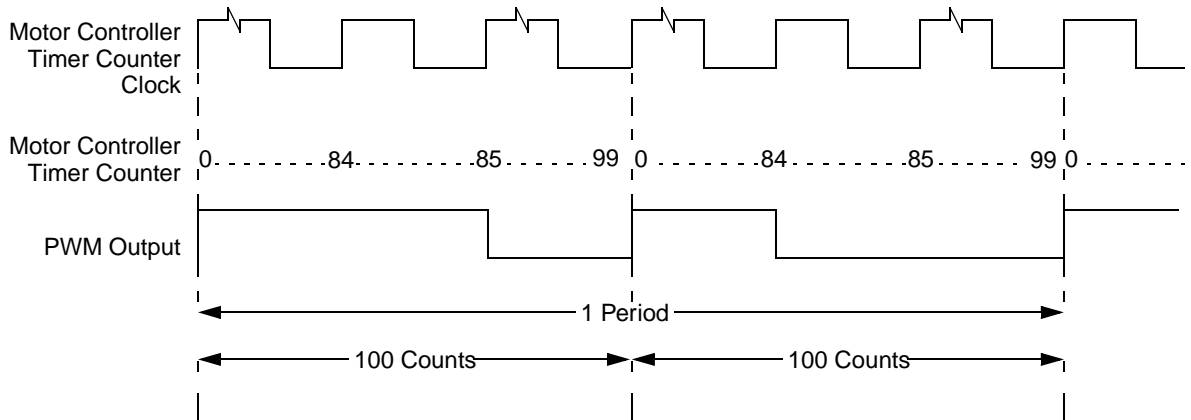 Motor Controller
Timer Counter
Clock
Motor Controller
Timer Counter
0 84 85 99 0 84 85 99 0
PWM Output
1 Period
100 Counts 100 Counts